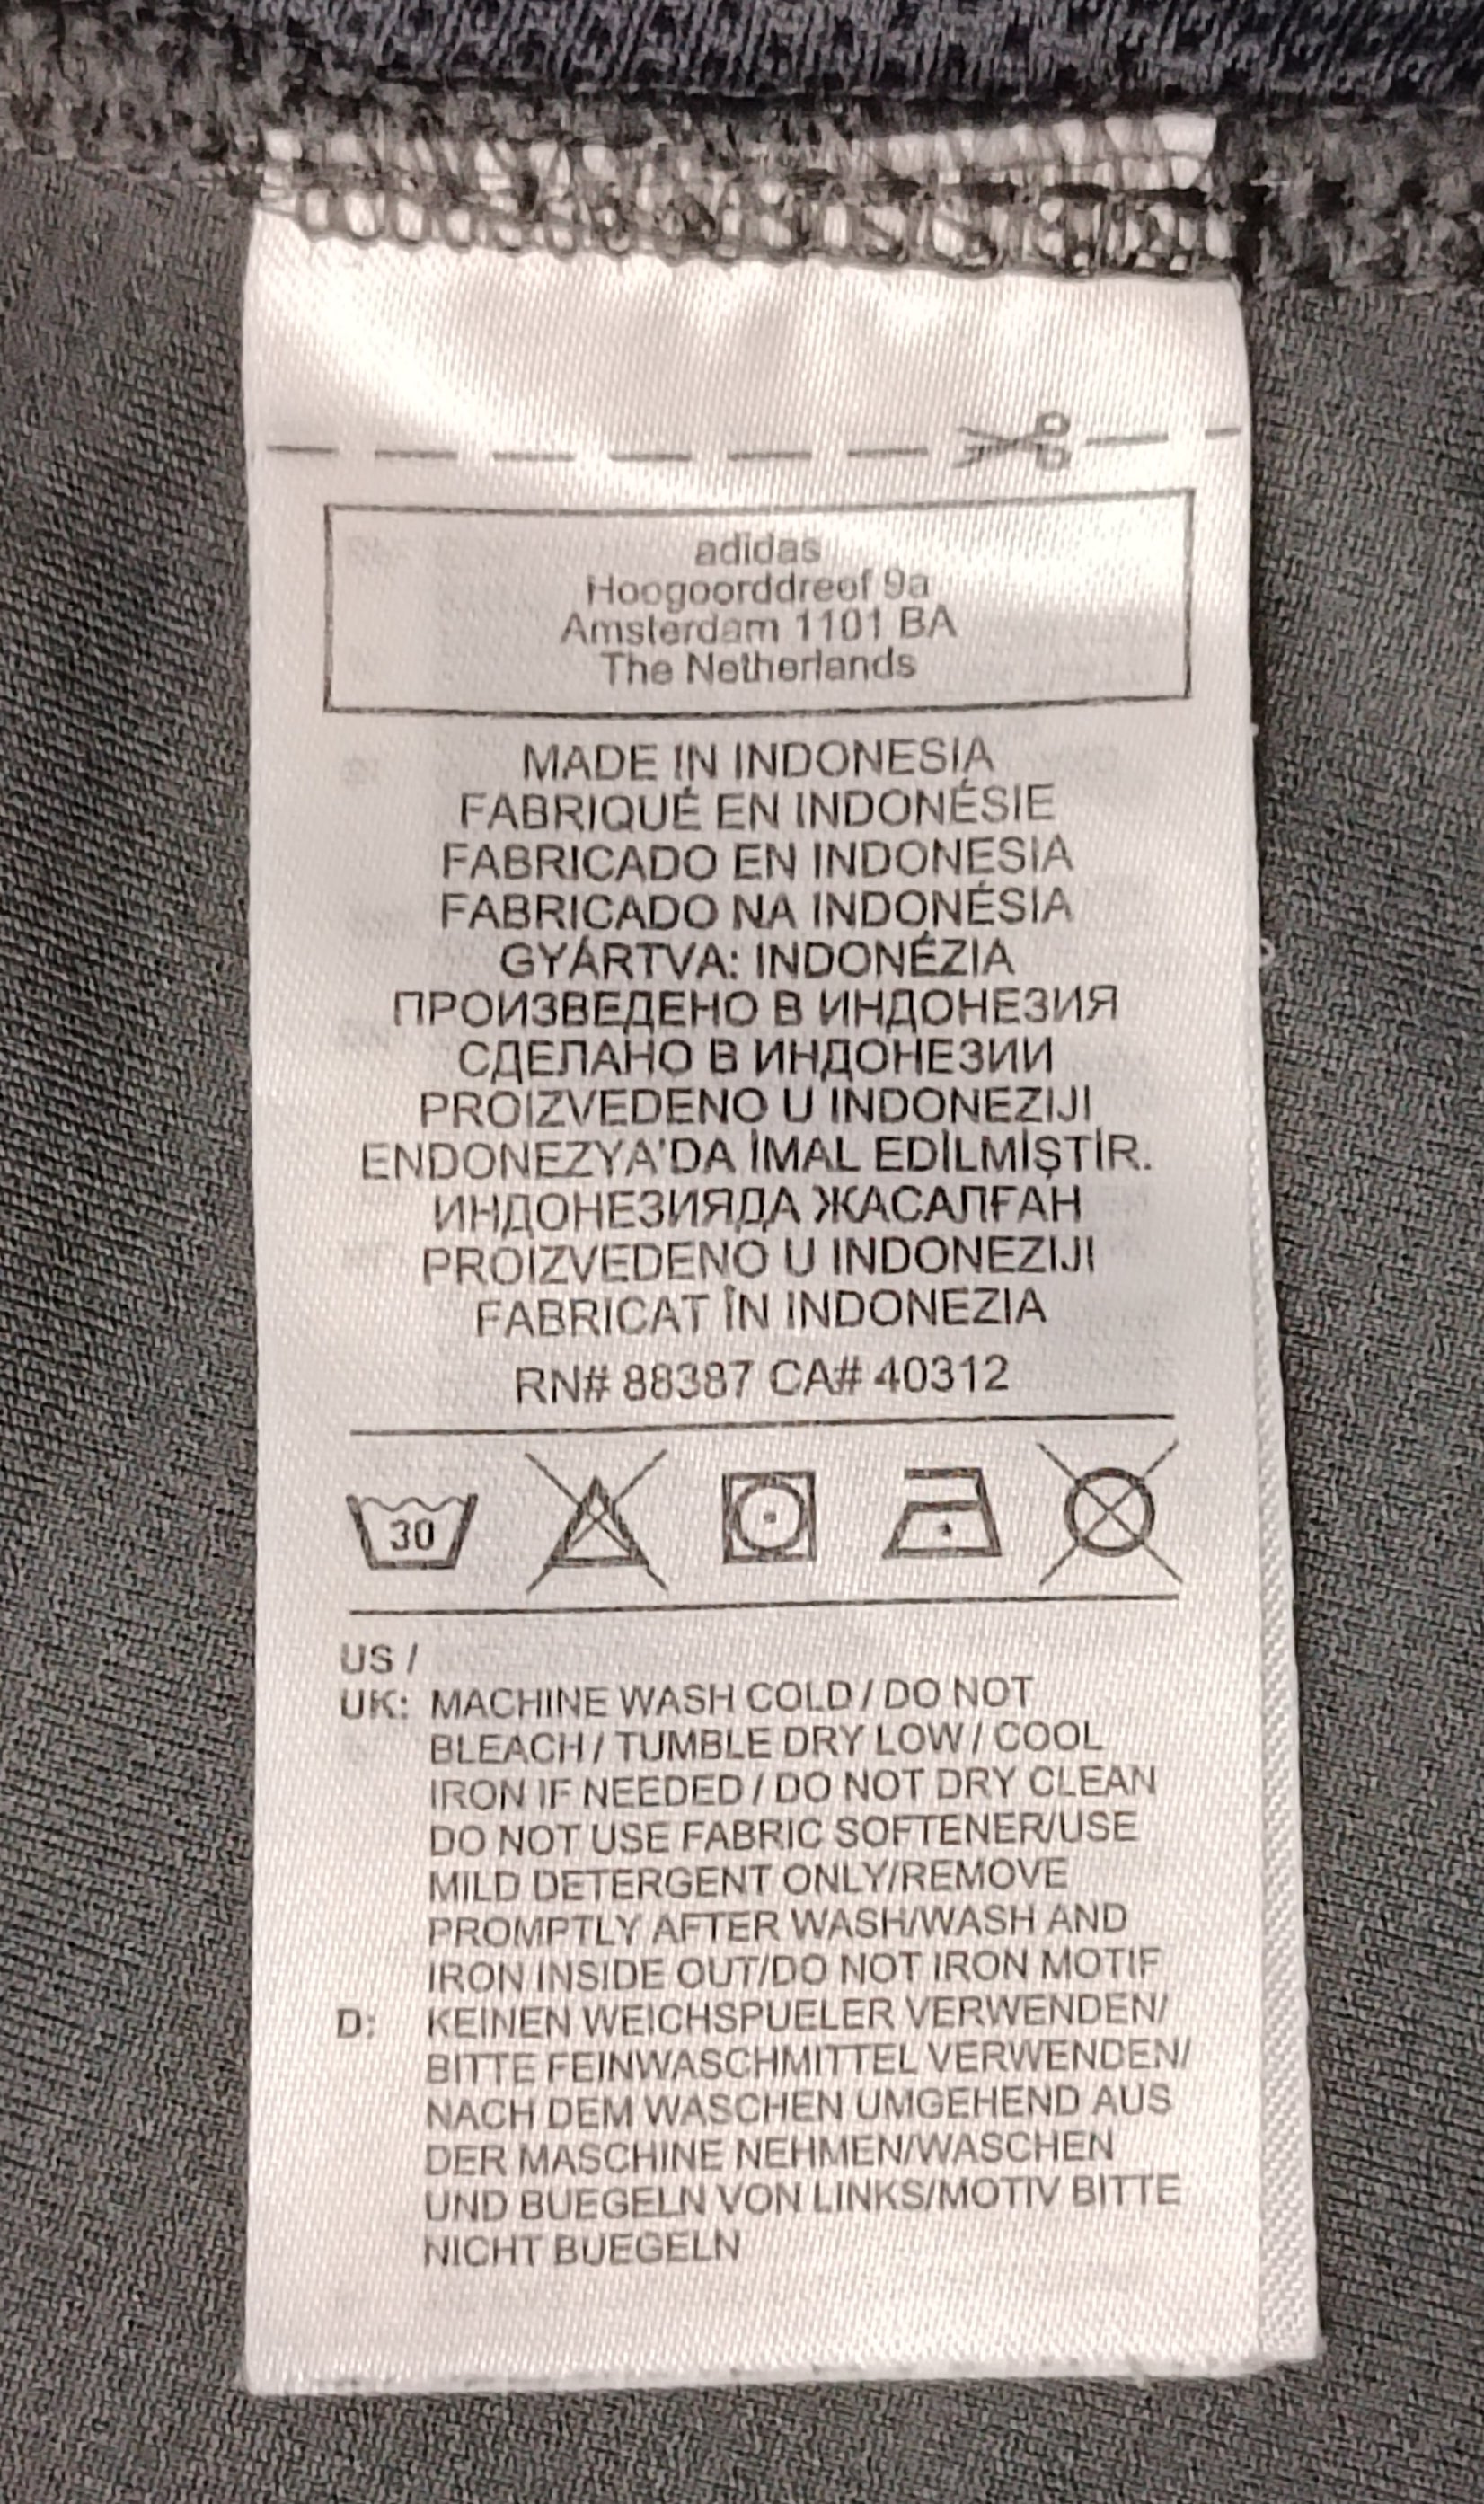 adidas
Hoogoorddreef 9a
Amsterdam 1101 BA
The Netherlands
MADE IN INDONESIA
FABRIQUÉ EN INDONÉSIE
FABRICADO EN INDONESIA
FABRICADO NA INDONÉSIA
GYÁRTVA: INDONÉZIA
ПРОИЗВЕДЕНО В ИНДОНЕЗИЯ
СДЕЛАНО В ИНДОНЕЗИИ
PROIZVEDENO U INDONEZIJI
ENDONEZYA'DA İMAL EDİLMİŞTİR.
ИНДОНЕЗИЯДА ЖАСАЛҒАН
PROIZVEDENO U INDONEZIJI
FABRICAT ÎN INDONEZIA
RN# 88387 CA# 40312
30
US /
UK: MACHINE WASH COLD / DO NOT
BLEACH / TUMBLE DRY LOW / COOL
IRON IF NEEDED / DO NOT DRY CLEAN
DO NOT USE FABRIC SOFTENER/USE
MILD DETERGENT ONLY/REMOVE
PROMPTLY AFTER WASH/WASH AND
IRON INSIDE OUT/DO NOT IRON MOTIF
D: KEINEN WEICHSPUELER VERWENDEN/
BITTE FEINWASCHMITTEL VERWENDEN/
NACH DEM WASCHEN UMGEHEND AUS
DER MASCHINE NEHMEN/WASCHEN
UND BUEGELN VON LINKS/MOTIV BITTE
NICHT BUEGELN